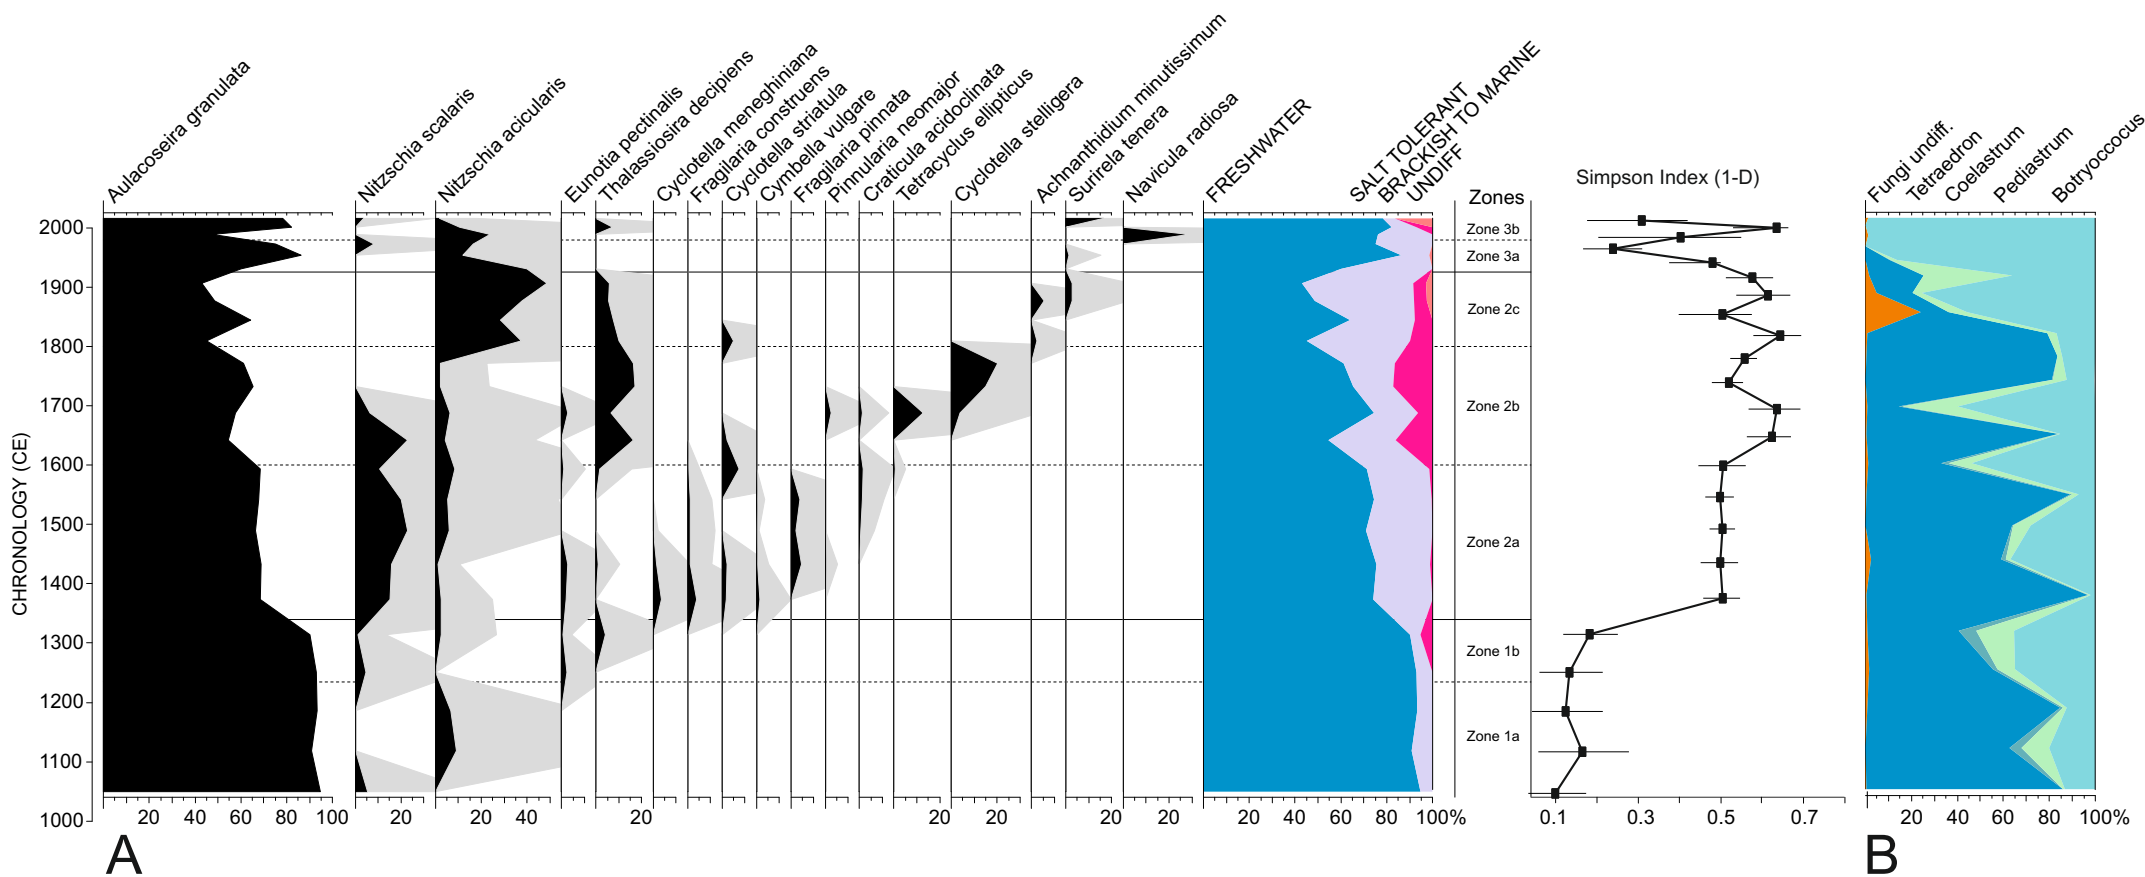 Aulacoseira granulata
Nitzschia scalaris
Nitzschia acicularis
Eunotia pectinalis
Thalassiosira decipiens
Cyclotella meneghiniana
Fragilaria construens
Cyclotella striatula
Cymbella vulgare
Fragilaria pinnata
Pinnularia neomajor
Craticula acidoclinata
Tetracyclus ellipticus
Cyclotella stelligera
Achnanthidium minutissimum
Surirela tenera
Navicula radiosa
FRESHWATER
SALT TOLERANT
BRACKISH TO MARINE
UNDIFF
Zones
Simpson Index (1-D)
Fungi undiff.
Tetraedron
Coelastrum
Pediastrum
Botryoccocus
CHRONOLOGY (CE)
2000
1900
1800
1700
1600
1500
1400
1300
1200
1100
1000
Zone 3b
Zone 3a
Zone 2c
Zone 2b
Zone 2a
Zone 1b
Zone 1a
20 40 60 80 100
20
20 40
20
20
20
20
20
20 40 60 80 100%
0.1 0.3 0.5 0.7
20 40 60 80 100%
A
B